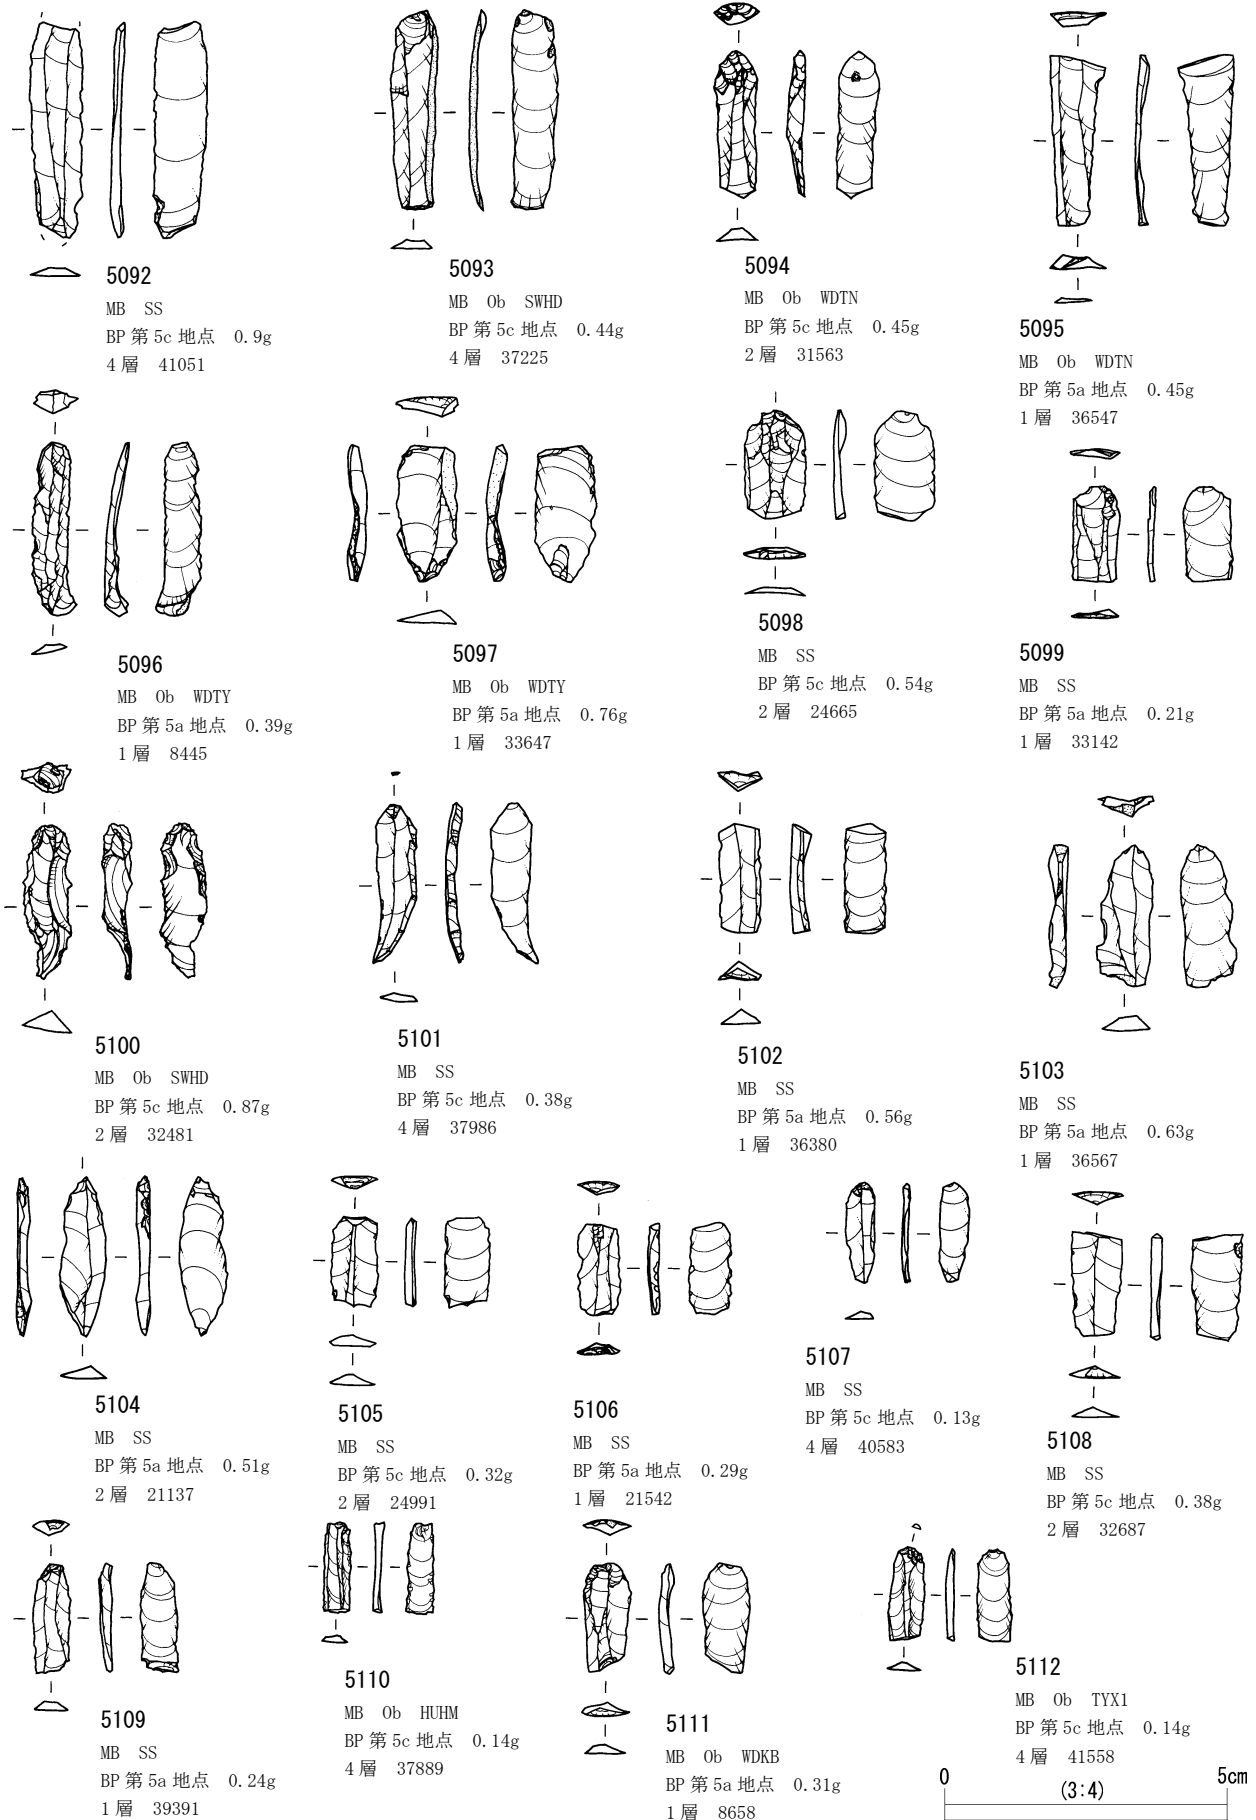 5092
MB SS
BP 第 5c 地点 0.9g
4 層 41051
5093
MB Ob SWHD
BP 第 5c 地点 0.44g
4 層 37225
5094
MB Ob WDTN
BP 第 5c 地点 0.45g
2 層 31563
5095
MB Ob WDTN
BP 第 5a 地点 0.45g
1 層 36547
5096
MB Ob WDTY
BP 第 5a 地点 0.39g
1 層 8445
5097
MB Ob WDTY
BP 第 5a 地点 0.76g
1 層 33647
5098
MB SS
BP 第 5c 地点 0.54g
2 層 24665
5099
MB SS
BP 第 5a 地点 0.21g
1 層 33142
5100
MB Ob SWHD
BP 第 5c 地点 0.87g
2 層 32481
5101
MB SS
BP 第 5c 地点 0.38g
4 層 37986
5102
MB SS
BP 第 5a 地点 0.56g
1 層 36380
5103
MB SS
BP 第 5a 地点 0.63g
1 層 36567
5104
MB SS
BP 第 5a 地点 0.51g
2 層 21137
5105
MB SS
BP 第 5c 地点 0.32g
2 層 24991
5106
MB SS
BP 第 5a 地点 0.29g
1 層 21542
5107
MB SS
BP 第 5c 地点 0.13g
4 層 40583
5108
MB SS
BP 第 5c 地点 0.38g
2 層 32687
5109
MB SS
BP 第 5a 地点 0.24g
1 層 39391
5110
MB Ob HUHM
BP 第 5c 地点 0.14g
4 層 37889
5111
MB Ob WDKB
BP 第 5a 地点 0.31g
1 層 8658
5112
MB Ob TYX1
BP 第 5c 地点 0.14g
4 層 41558
0 5cm
(3:4)